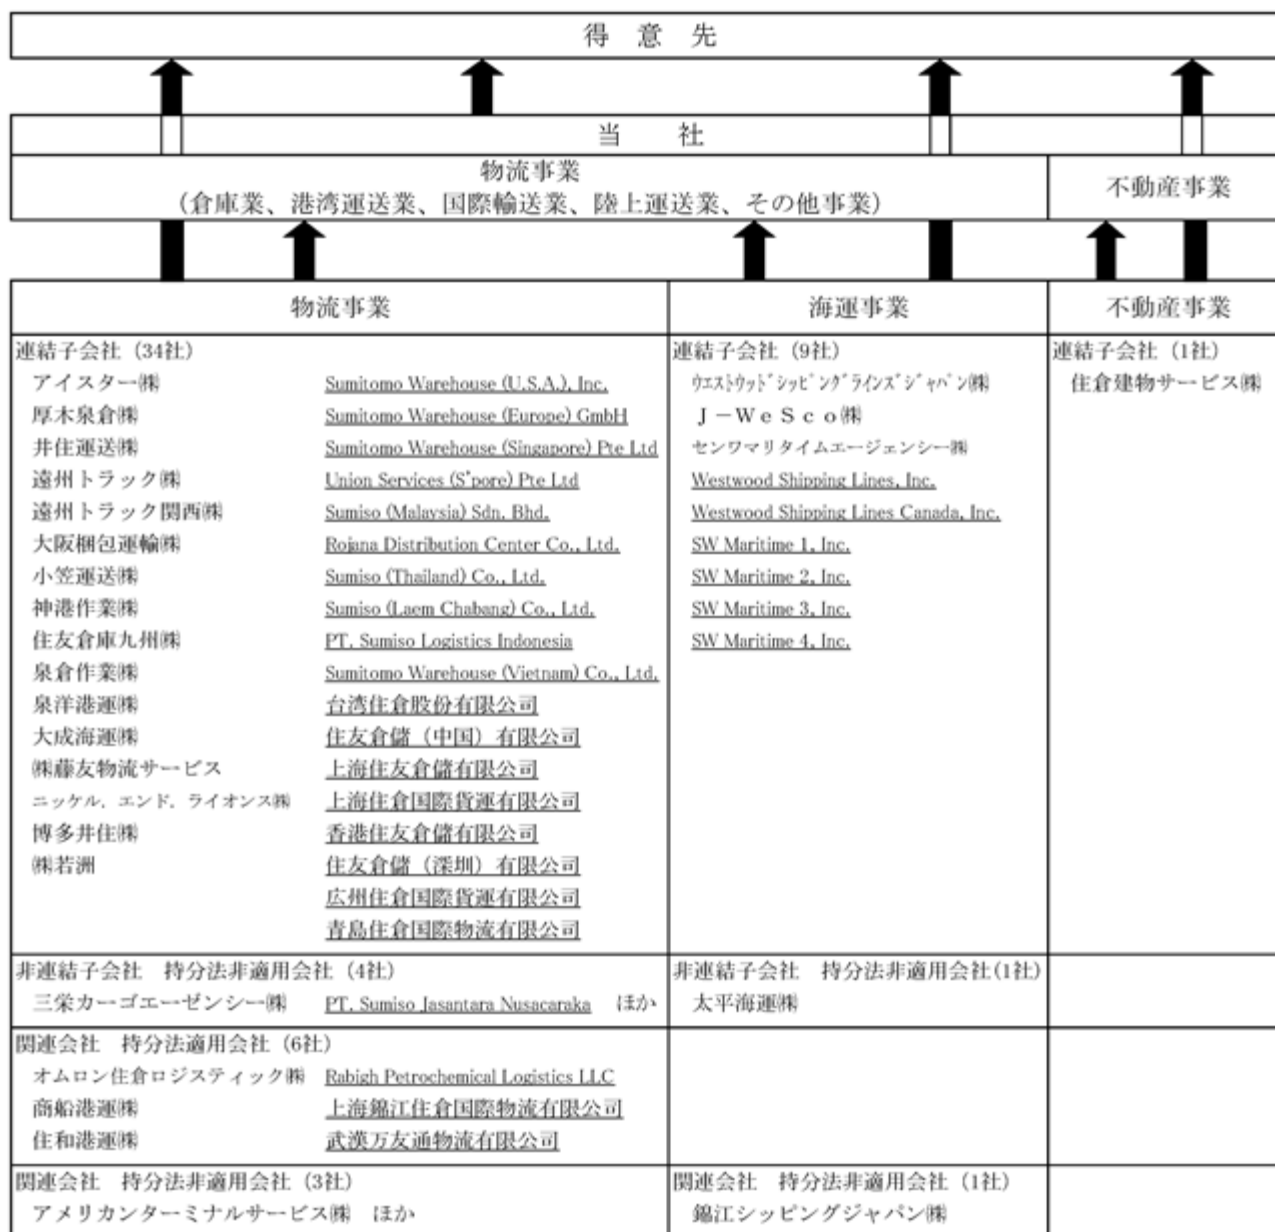 得 意 先
当 社
物流事業
(倉庫業、港湾運送業、国際輸送業、陸上運送業、その他事業)
不動産事業
物流事業
連結子会社（34社）
アイスター㈱
厚木泉倉㈱
井住運送㈱
遠州トラック㈱
遠州トラック関西㈱
大阪梱包運輸㈱
小笠運送㈱
神港作業㈱
住友倉庫九州㈱
泉倉作業㈱
泉洋港運㈱
大成海運㈱
㈱藤友物流サービス
ニッケル．エンド．ライオンス㈱
博多井住㈱
㈱若洲
Sumitomo Warehouse (U.S.A.), Inc.
Sumitomo Warehouse (Europe) GmbH
Sumitomo Warehouse (Singapore) Pte Ltd
Union Services (S'pore) Pte Ltd
Sumiso (Malaysia) Sdn. Bhd.
Rojana Distribution Center Co., Ltd.
Sumiso (Thailand) Co., Ltd.
Sumiso (Laem Chabang) Co., Ltd.
PT. Sumiso Logistics Indonesia
Sumitomo Warehouse (Vietnam) Co., Ltd.
台湾住倉股份有限公司
住友倉儲（中国）有限公司
上海住友倉儲有限公司
上海住倉国際貨運有限公司
香港住友倉儲有限公司
住友倉儲（深圳）有限公司
広州住倉国際貨運有限公司
青島住倉国際物流有限公司
海運事業
連結子会社（9社）
ｳｴｽﾄｳｯﾄﾞｼｯﾋﾟﾝｸﾞﾗｲﾝｽﾞｼﾞｬﾊﾟﾝ㈱
Ｊ－ＷｅＳｃｏ㈱
センワマリタイムエージェンシー㈱
Westwood Shipping Lines, Inc.
Westwood Shipping Lines Canada, Inc.
SW Maritime 1, Inc.
SW Maritime 2, Inc.
SW Maritime 3, Inc.
SW Maritime 4, Inc.
不動産事業
連結子会社（1社）
住倉建物サービス㈱
非連結子会社　持分法非適用会社（4社）
三栄カーゴエーゼンシー㈱　PT. Sumiso Jasantara Nusacaraka　ほか
非連結子会社　持分法非適用会社(1社)
太平海運㈱
関連会社　持分法適用会社（6社）
オムロン住倉ロジスティック㈱　Rabigh Petrochemical Logistics LLC
商船港運㈱　上海錦江住倉国際物流有限公司
住和港運㈱　武漢万友通物流有限公司
関連会社　持分法非適用会社（3社）
アメリカンターミナルサービス㈱　ほか
関連会社　持分法非適用会社（1社）
錦江シッピングジャパン㈱